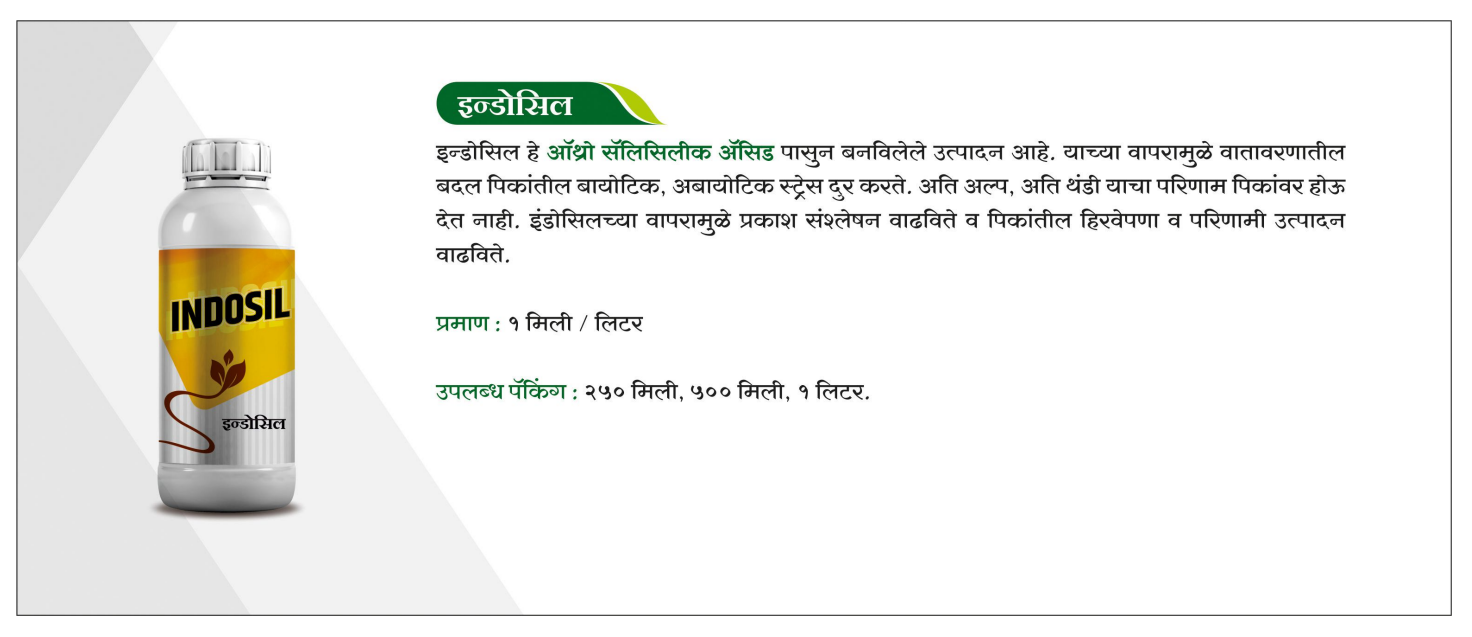 इन्डोसिल
इन्डोसिल हे ऑथ्रो सॅलिसिलीक ॲसिड पासुन बनविलेले उत्पादन आहे. याच्या वापरामुळे वातावरणातील
बदल पिकांतील बायोटिक, अबायोटिक स्ट्रेस दुर करते. अति अल्प, अति थंडी याचा परिणाम पिकांवर होऊ
देत नाही. इंडोसिलच्या वापरामुळे प्रकाश संश्लेषन वाढविते व पिकांतील हिरवेपणा व परिणामी उत्पादन
वाढविते.
प्रमाण : १ मिली / लिटर
उपलब्ध पॅकिंग : २५० मिली, ५०० मिली, १ लिटर.
INDOSIL
इन्डोसिल